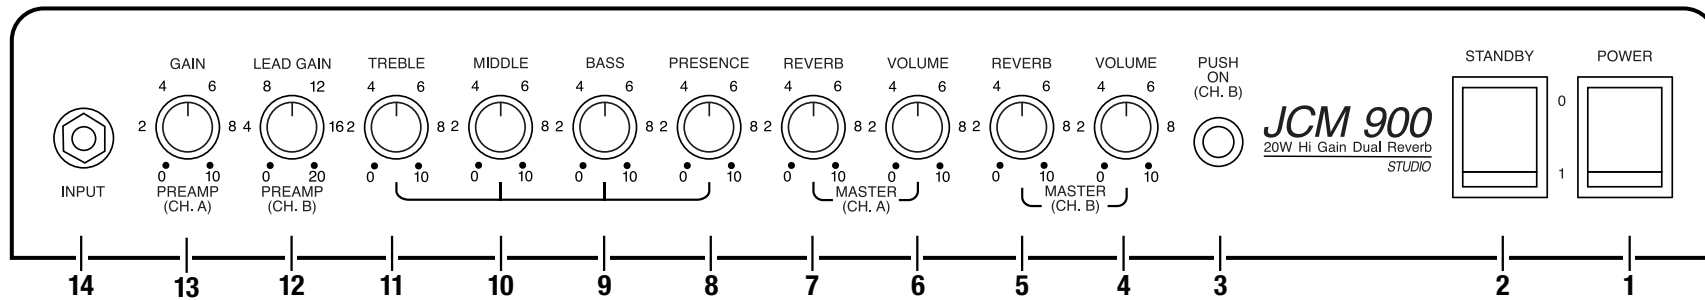 GAIN LEAD GAIN TREBLE MIDDLE BASS PRESENCE REVERB VOLUME REVERB VOLUME PUSH STANDBY POWER
ON
(CH. B)
4 6 8 12 4 6 4 6 4 6 4 6 4 6 4 6 4 6 4 6
0
2 8 4 16 2 8 2 8 2 8 2 8 2 8 2 8 2 8 2 8
JCM 900
20W Hi Gain Dual Reverb
STUDIO
0 10 0 20 0 10 0 10 0 10 0 10 0 10 0 10 0 10 0 10
1
INPUT PREAMP PREAMP MASTER MASTER
(CH. A) (CH. B) (CH. A) (CH. B)
14 13 12 11 10 9 8 7 6 5 4 3 2 1